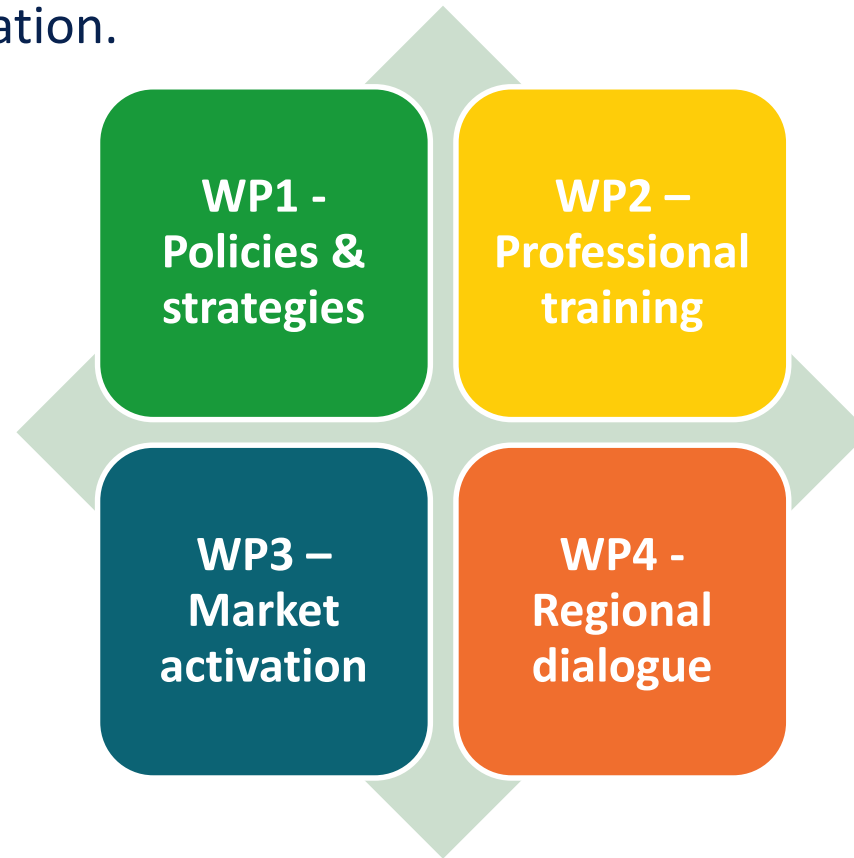 ation.
WP1 -
Policies &
strategies
WP2 –
Professional
training
WP3 –
Market
activation
WP4 -
Regional
dialogue